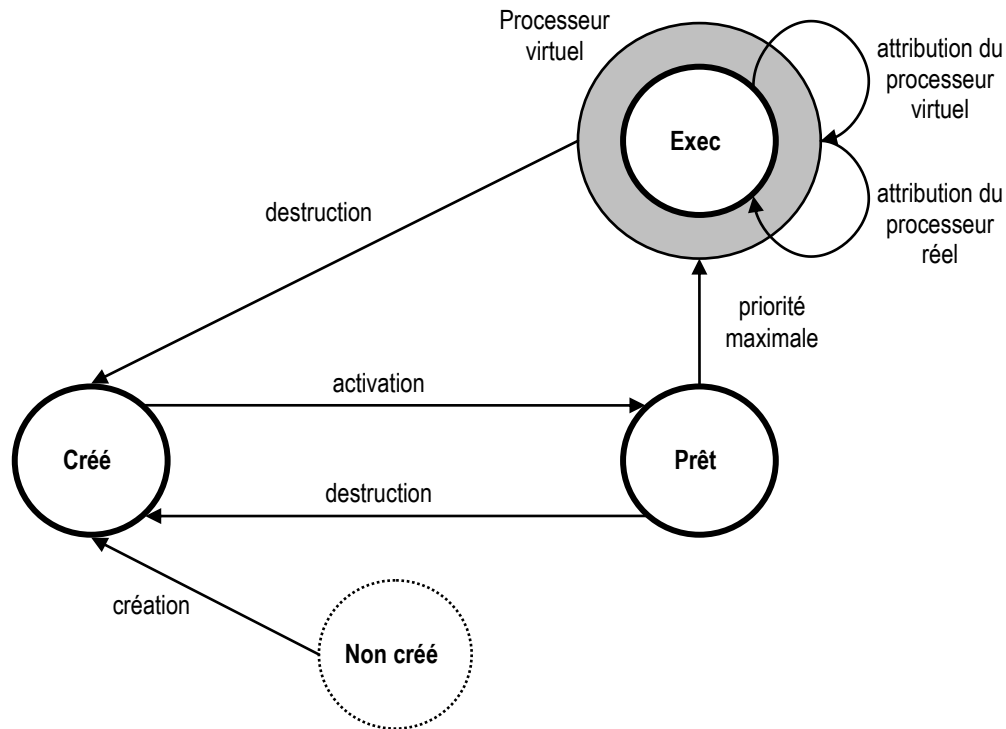 Processeur
virtuel
attribution du
processeur
virtuel
Exec
attribution du
processeur
réel
destruction
priorité
maximale
activation
Créé
Prêt
destruction
création
Non créé